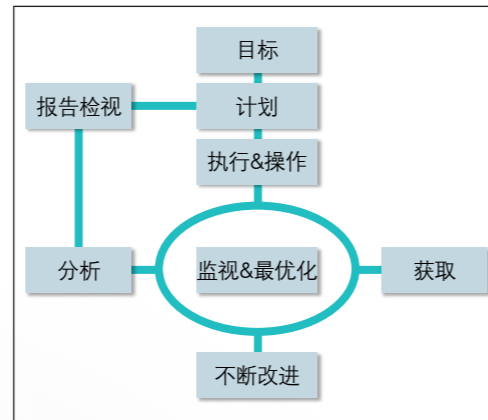 目标
报告检视
计划
执行&操作
分析
监视&最优化
获取
不断改进